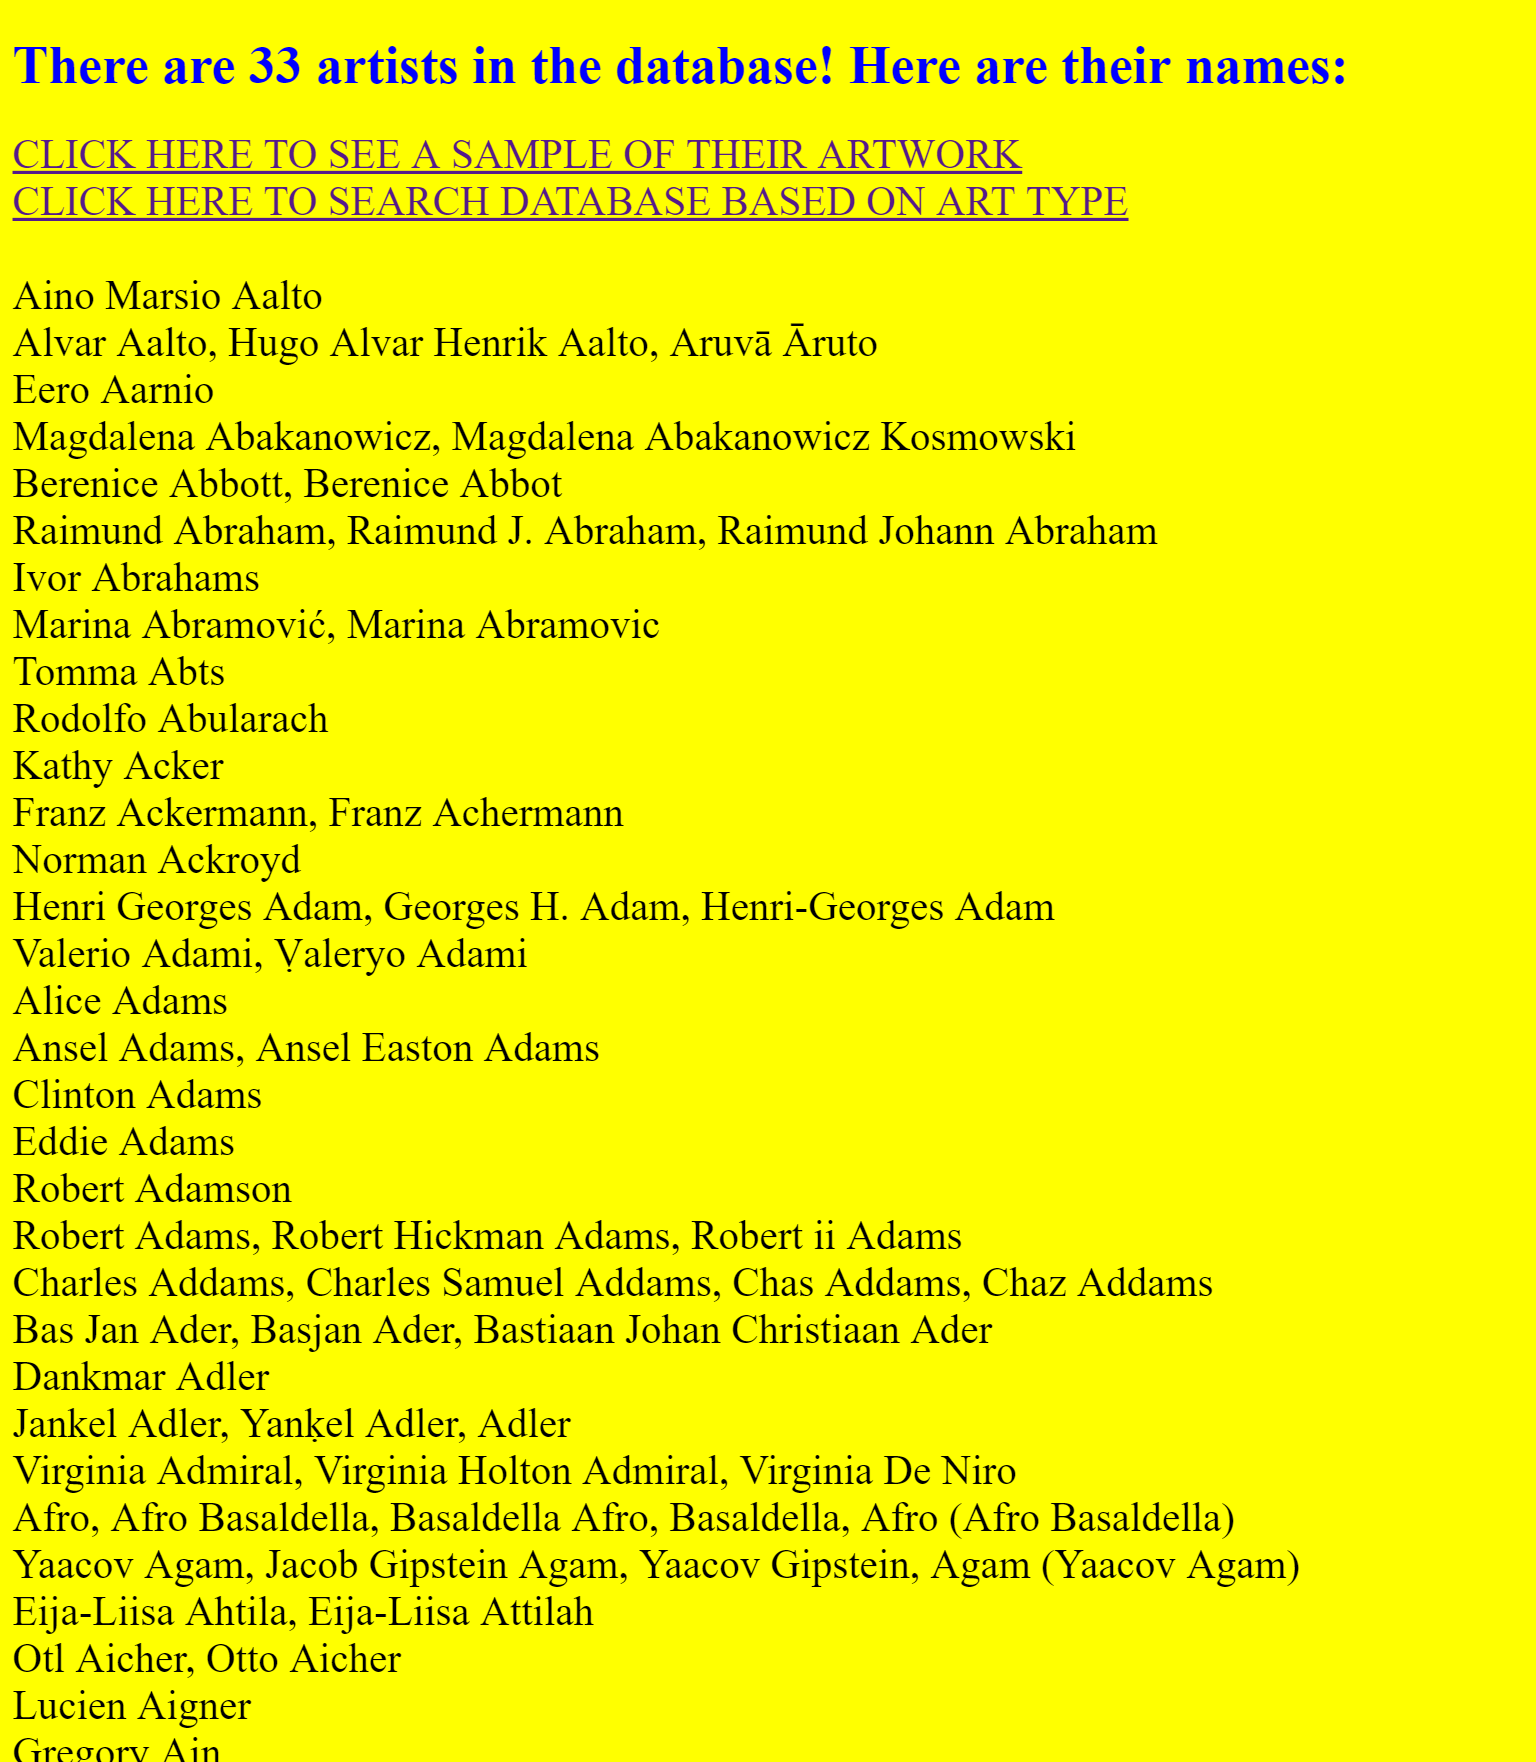 There are 33 artists in the database! Here are their names:
CLICK HERE TO SEE A SAMPLE OF THEIR ARTWORK
CLICK HERE TO SEARCH DATABASE BASED ON ART TYPE
Aino Marsio Aalto
Alvar Aalto, Hugo Alvar Henrik Aalto, Aruvā Āruto
Eero Aarnio
Magdalena Abakanowicz, Magdalena Abakanowicz Kosmowski
Berenice Abbott, Berenice Abbot
Raimund Abraham, Raimund J. Abraham, Raimund Johann Abraham
Ivor Abrahams
Marina Abramović, Marina Abramovic
Tomma Abts
Rodolfo Abularach
Kathy Acker
Franz Ackermann, Franz Achermann
Norman Ackroyd
Henri Georges Adam, Georges H. Adam, Henri-Georges Adam
Valerio Adami, Ṿaleryo Adami
Alice Adams
Ansel Adams, Ansel Easton Adams
Clinton Adams
Eddie Adams
Robert Adamson
Robert Adams, Robert Hickman Adams, Robert ii Adams
Charles Addams, Charles Samuel Addams, Chas Addams, Chaz Addams
Bas Jan Ader, Basjan Ader, Bastiaan Johan Christiaan Ader
Dankmar Adler
Jankel Adler, Yanḳel Adler, Adler
Virginia Admiral, Virginia Holton Admiral, Virginia De Niro
Afro, Afro Basaldella, Basaldella Afro, Basaldella, Afro (Afro Basaldella)
Yaacov Agam, Jacob Gipstein Agam, Yaacov Gipstein, Agam (Yaacov Agam)
Eija-Liisa Ahtila, Eija-Liisa Attilah
Otl Aicher, Otto Aicher
Lucien Aigner
Gregory Ain